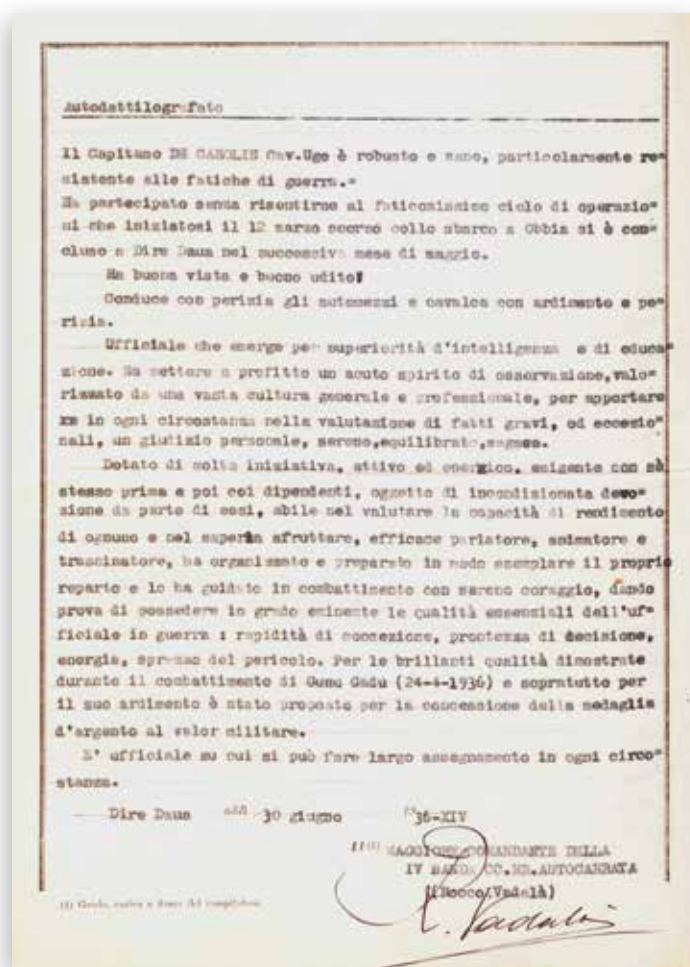 Autodattilografato
Il Capitano DE CAROLIS Cav.Ugo è robusto e sano, particolarmente re=
sistente alle fatiche di guerra.=
Ha partecipato senza risentirne al faticosissimo ciclo di operazio=
ni che iniziatosi il 12 marzo scorso collo sbarco a Obbia si è con=
cluso a Dire Daua nel successivo mese di maggio.
Ha buona vista e buono udito!
Conduce con perizia gli automezzi e cavalca con ardimento e pe=
rizia.
Ufficiale che emerge per superiorità d'intelligenza e di educa=
zione. Sa mettere a profitto un acuto spirito di osservazione,valo=
rizzato da una vasta cultura generale e professionale, per apportare
in ogni circostanza nella valutazione di fatti gravi, ed eccezio=
nali, un giudizio personale, sereno,equilibrato,sagace.
Dotato di molta iniziativa, attivo ed energico, esigente con sè
stesso prima e poi coi dipendenti, oggetto di incondizionata devo=
zione da parte di essi, abile nel valutare la capacità di rendimento
di ognuno e nel saperla sfruttare, efficace parlatore, animatore e
trascinatore, ha organizzato e preparato in modo esemplare il proprio
reparto e lo ha guidato in combattimento con sereno coraggio, dando
prova di possedere in grado eminente le qualità essenziali dell'uf=
ficiale in guerra : rapidità di concezione, prontezza di decisione,
energia, sprezzo del pericolo. Per le brillanti qualità dimostrate
durante il combattimento di Gunu Gadu (24-4-1936) e sopratutto per
il suo ardimento è stato proposto per la concessione della medaglia
d'argento al valor militare.
E' ufficiale su cui si può fare largo assegnamento in ogni circo=
stanza.
Dire Daua addì 30 giugno 1936-XIV
MAGGIORE COMANDANTE DELLA
IV BANDA CC.RR.AUTOCARRATA
(Rocco Vadalà)
R. Vadalà
(1) Grado, carica e firma del compilatore.